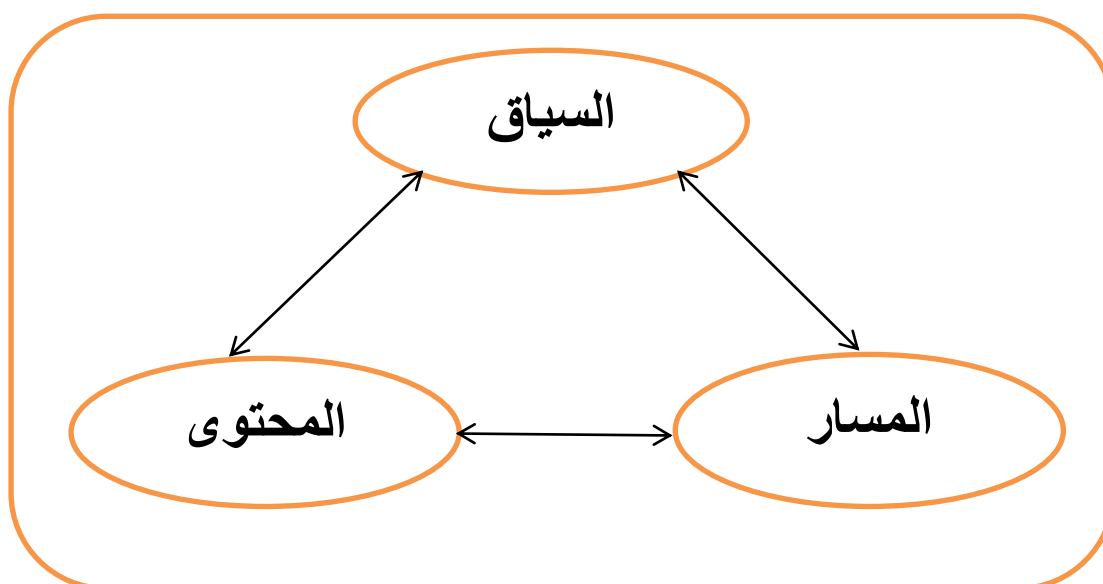 السياق
المسار
المحتوى